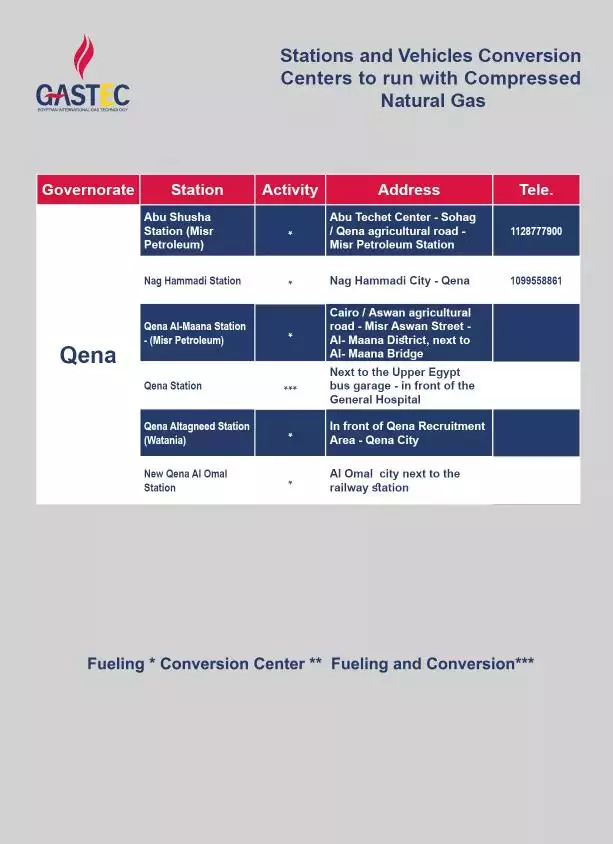 GASTEC
EGYPTIAN INTERNATIONAL GAS TECHNOLOGY
Stations and Vehicles Conversion
Centers to run with Compressed
Natural Gas
Governorate Station Activity Address Tele.
Qena
Abu Shusha
Station (Misr
Petroleum)
*
Abu Techet Center - Sohag
/ Qena agricultural road -
Misr Petroleum Station
1128777900
Nag Hammadi Station
*
Nag Hammadi City - Qena
1099558861
Qena Al-Maana Station
- (Misr Petroleum)
*
Cairo / Aswan agricultural
road - Misr Aswan Street -
Al- Maana District, next to
Al- Maana Bridge
Qena Station
***
Next to the Upper Egypt
bus garage - in front of the
General Hospital
Qena Altagneed Station
(Watania)
*
In front of Qena Recruitment
Area - Qena City
New Qena Al Omal
Station
*
Al Omal city next to the
railway station
Fueling * Conversion Center ** Fueling and Conversion***